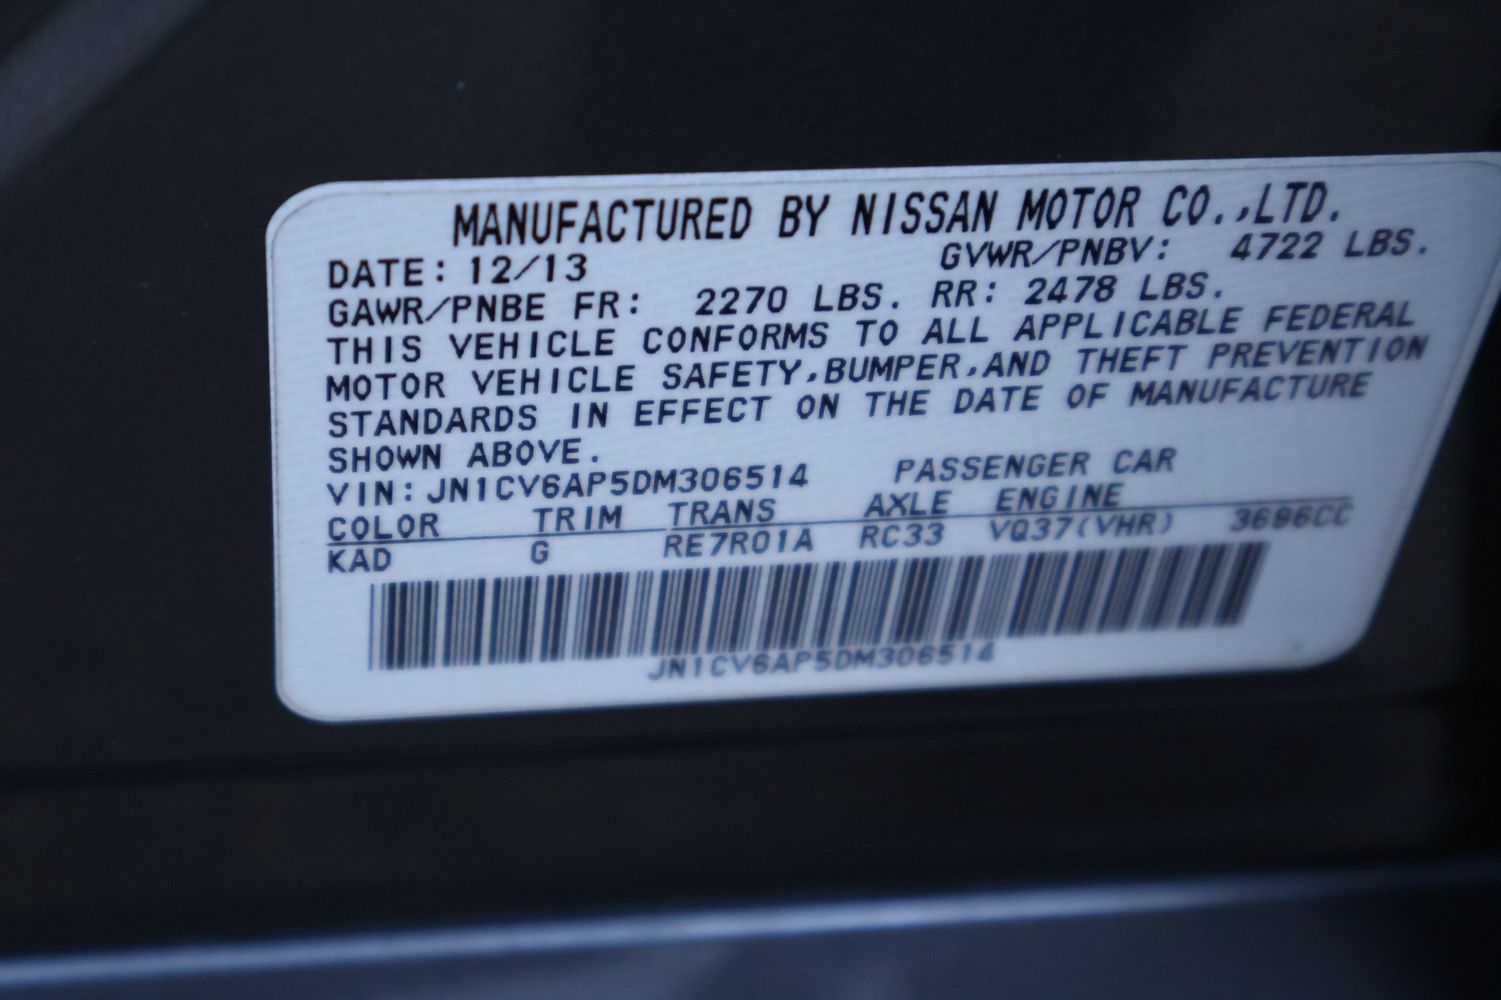 MANUFACTURED BY NISSAN MOTOR CO.,LTD.
DATE: 12/13 GVWR/PNBV: 4722 LBS.
GAWR/PNBE FR: 2270 LBS. RR: 2478 LBS.
THIS VEHICLE CONFORMS TO ALL APPLICABLE FEDERAL
MOTOR VEHICLE SAFETY,BUMPER,AND THEFT PREVENTION
STANDARDS IN EFFECT ON THE DATE OF MANUFACTURE
SHOWN ABOVE.
VIN: JN1CV6AP5DM306514 PASSENGER CAR
COLOR TRIM TRANS AXLE ENGINE
KAD G RE7R01A RC33 VQ37(VHR) 3696CC
JN1CV6AP5DM306514